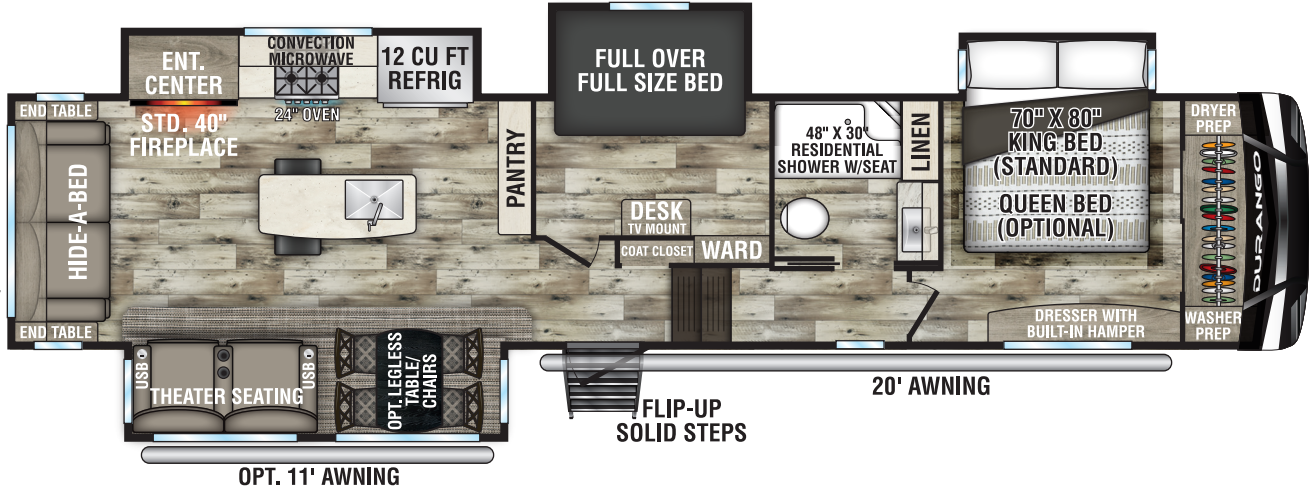 END TABLE
HIDE-A-BED
END TABLE
ENT.
CENTER
STD. 40"
FIREPLACE
CONVECTION
MICROWAVE
24" OVEN
12 CU FT
REFRIG
PANTRY
USB
THEATER SEATING
USB
OPT. LEGLESS
TABLE/
CHAIRS
OPT. 11' AWNING
FULL OVER
FULL SIZE BED
DESK
TV MOUNT
COAT CLOSET
WARD
FLIP-UP
SOLID STEPS
48" X 30"
RESIDENTIAL
SHOWER W/SEAT
LINEN
70" X 80"
KING BED
(STANDARD)
QUEEN BED
(OPTIONAL)
DRESSER WITH
BUILT-IN HAMPER
20' AWNING
DRYER
PREP
WASHER
PREP
DURANGO